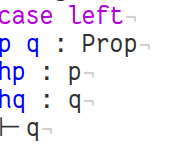 case left¬
p q : Prop¬
hp : p¬
hq : q¬
⊢ q¬